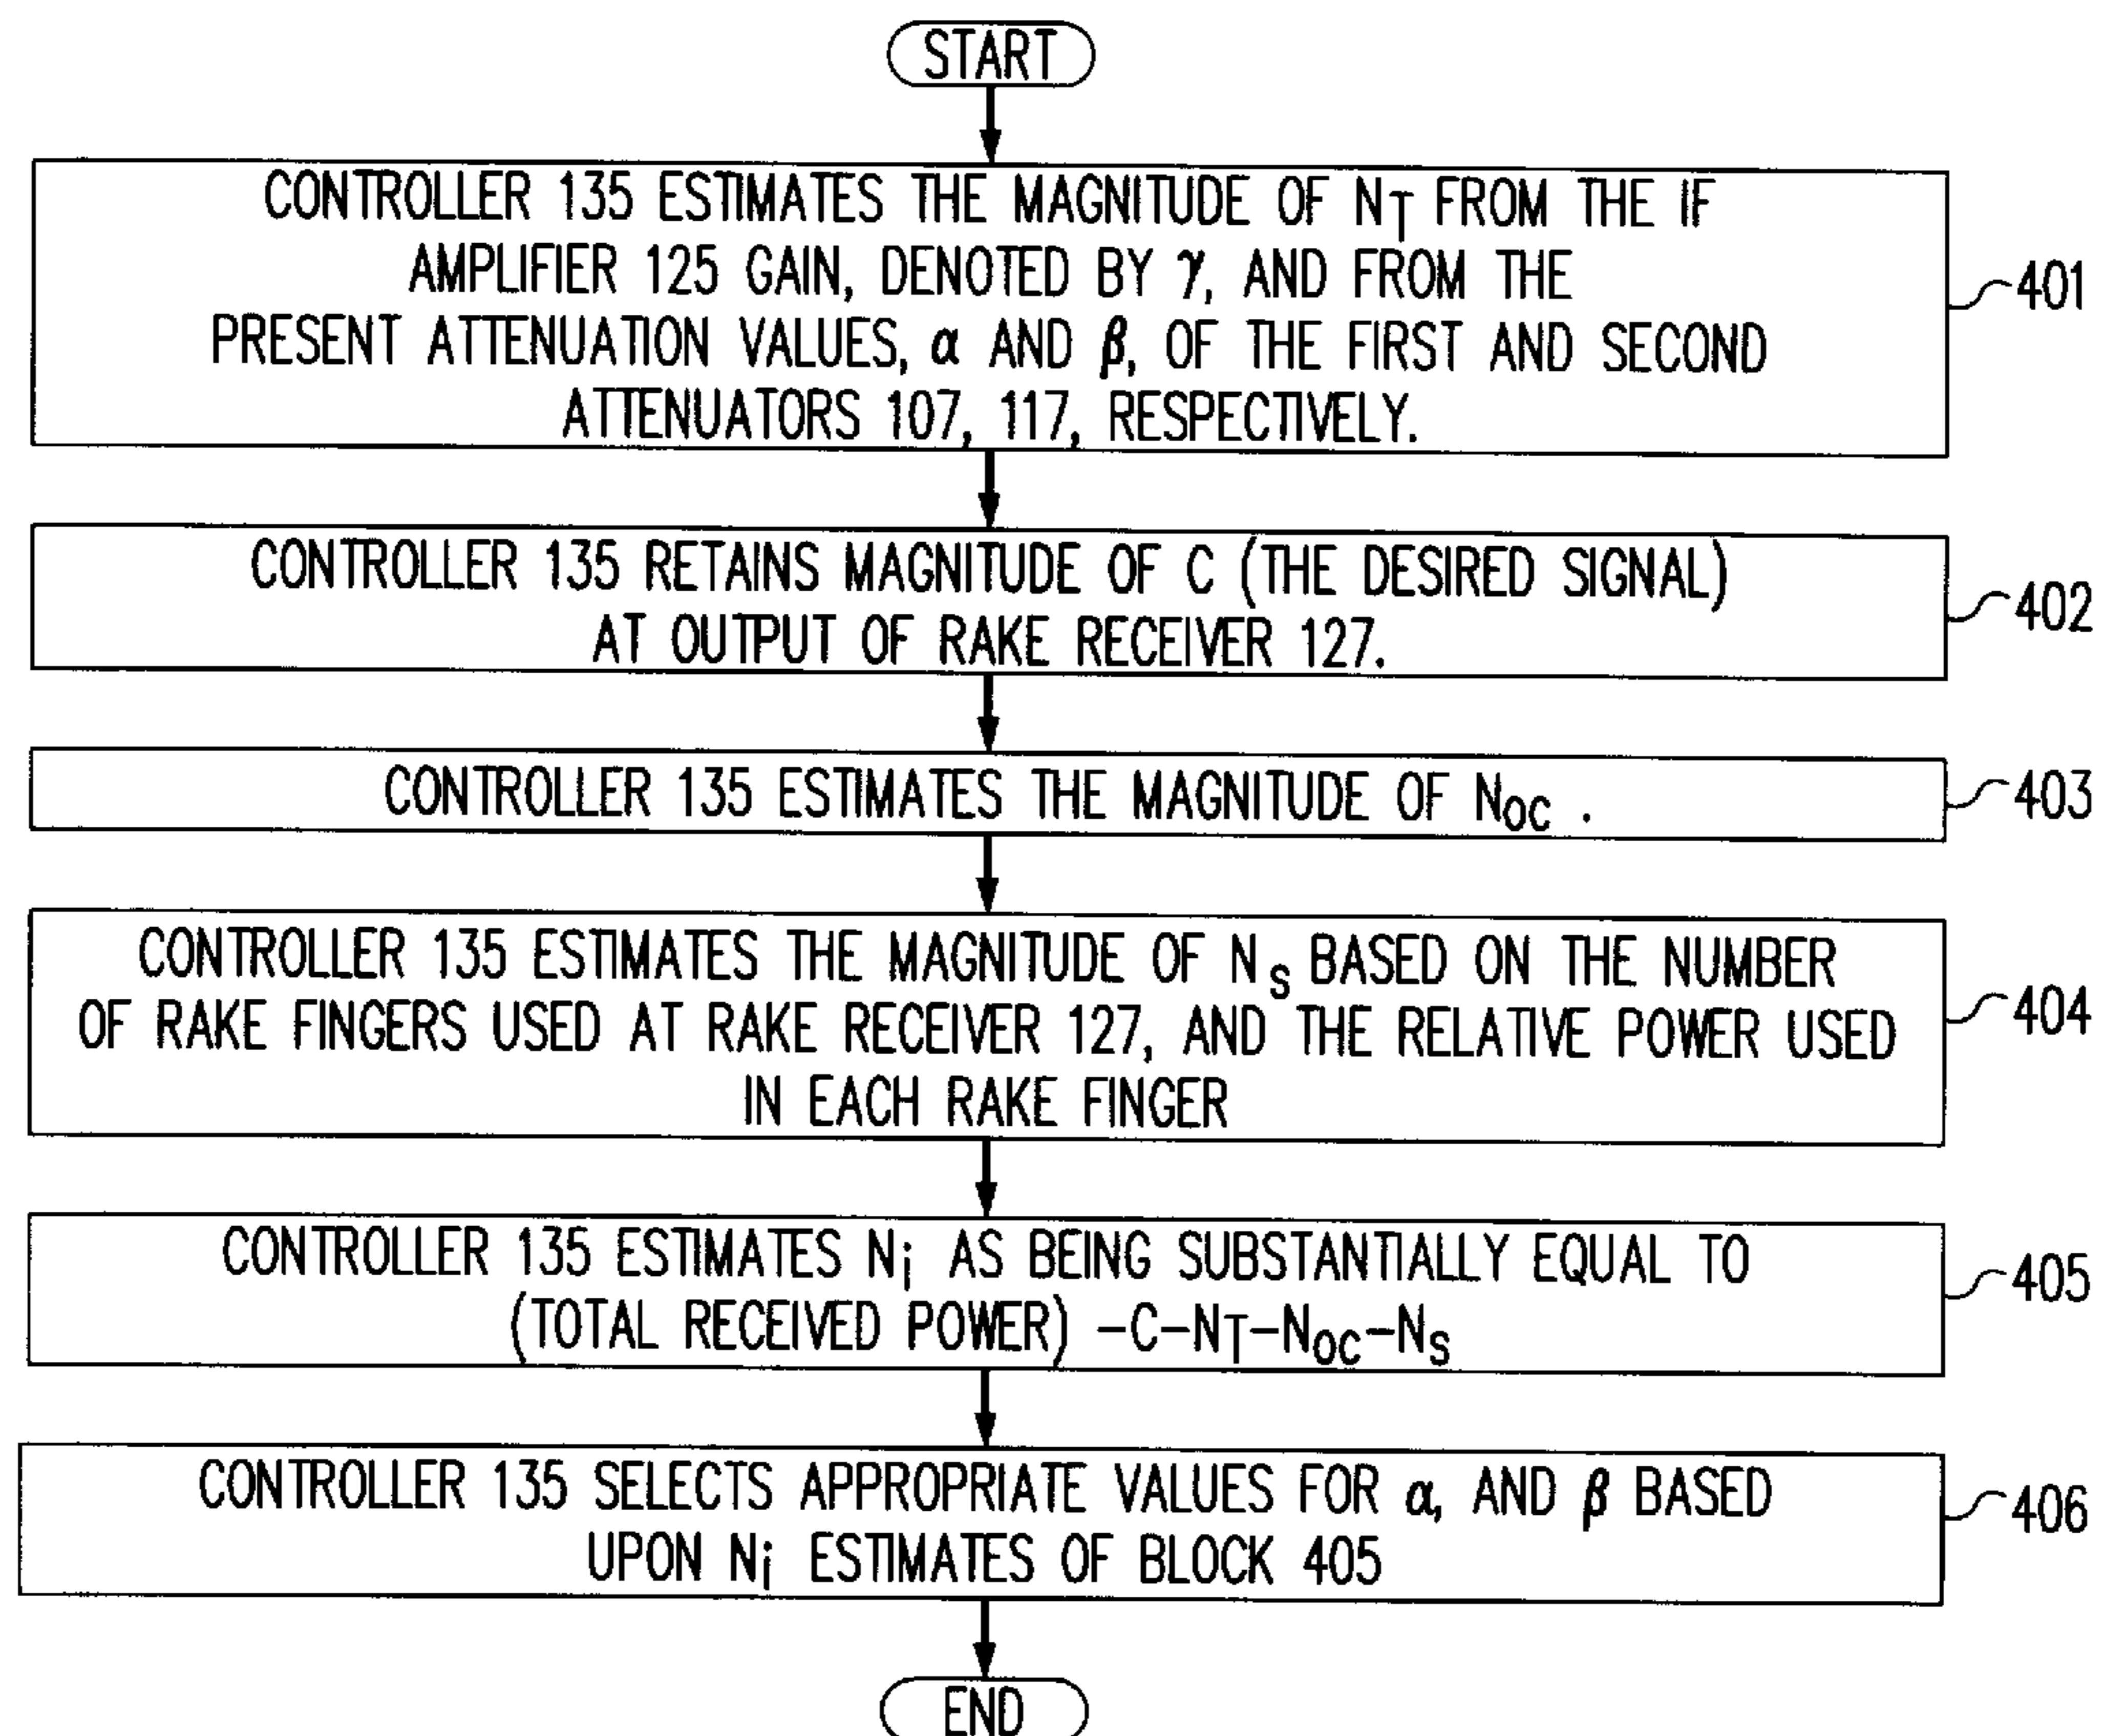 START
CONTROLLER 135 ESTIMATES THE MAGNITUDE OF NT FROM THE IF
AMPLIFIER 125 GAIN, DENOTED BY γ, AND FROM THE
PRESENT ATTENUATION VALUES, α AND β, OF THE FIRST AND SECOND
ATTENUATORS 107, 117, RESPECTIVELY.
401
CONTROLLER 135 RETAINS MAGNITUDE OF C (THE DESIRED SIGNAL)
AT OUTPUT OF RAKE RECEIVER 127.
402
CONTROLLER 135 ESTIMATES THE MAGNITUDE OF NOC .
403
CONTROLLER 135 ESTIMATES THE MAGNITUDE OF NS BASED ON THE NUMBER
OF RAKE FINGERS USED AT RAKE RECEIVER 127, AND THE RELATIVE POWER USED
IN EACH RAKE FINGER
404
CONTROLLER 135 ESTIMATES Ni AS BEING SUBSTANTIALLY EQUAL TO
(TOTAL RECEIVED POWER) -C-NT-NOC-NS
405
CONTROLLER 135 SELECTS APPROPRIATE VALUES FOR α, AND β BASED
UPON Ni ESTIMATES OF BLOCK 405
406
END